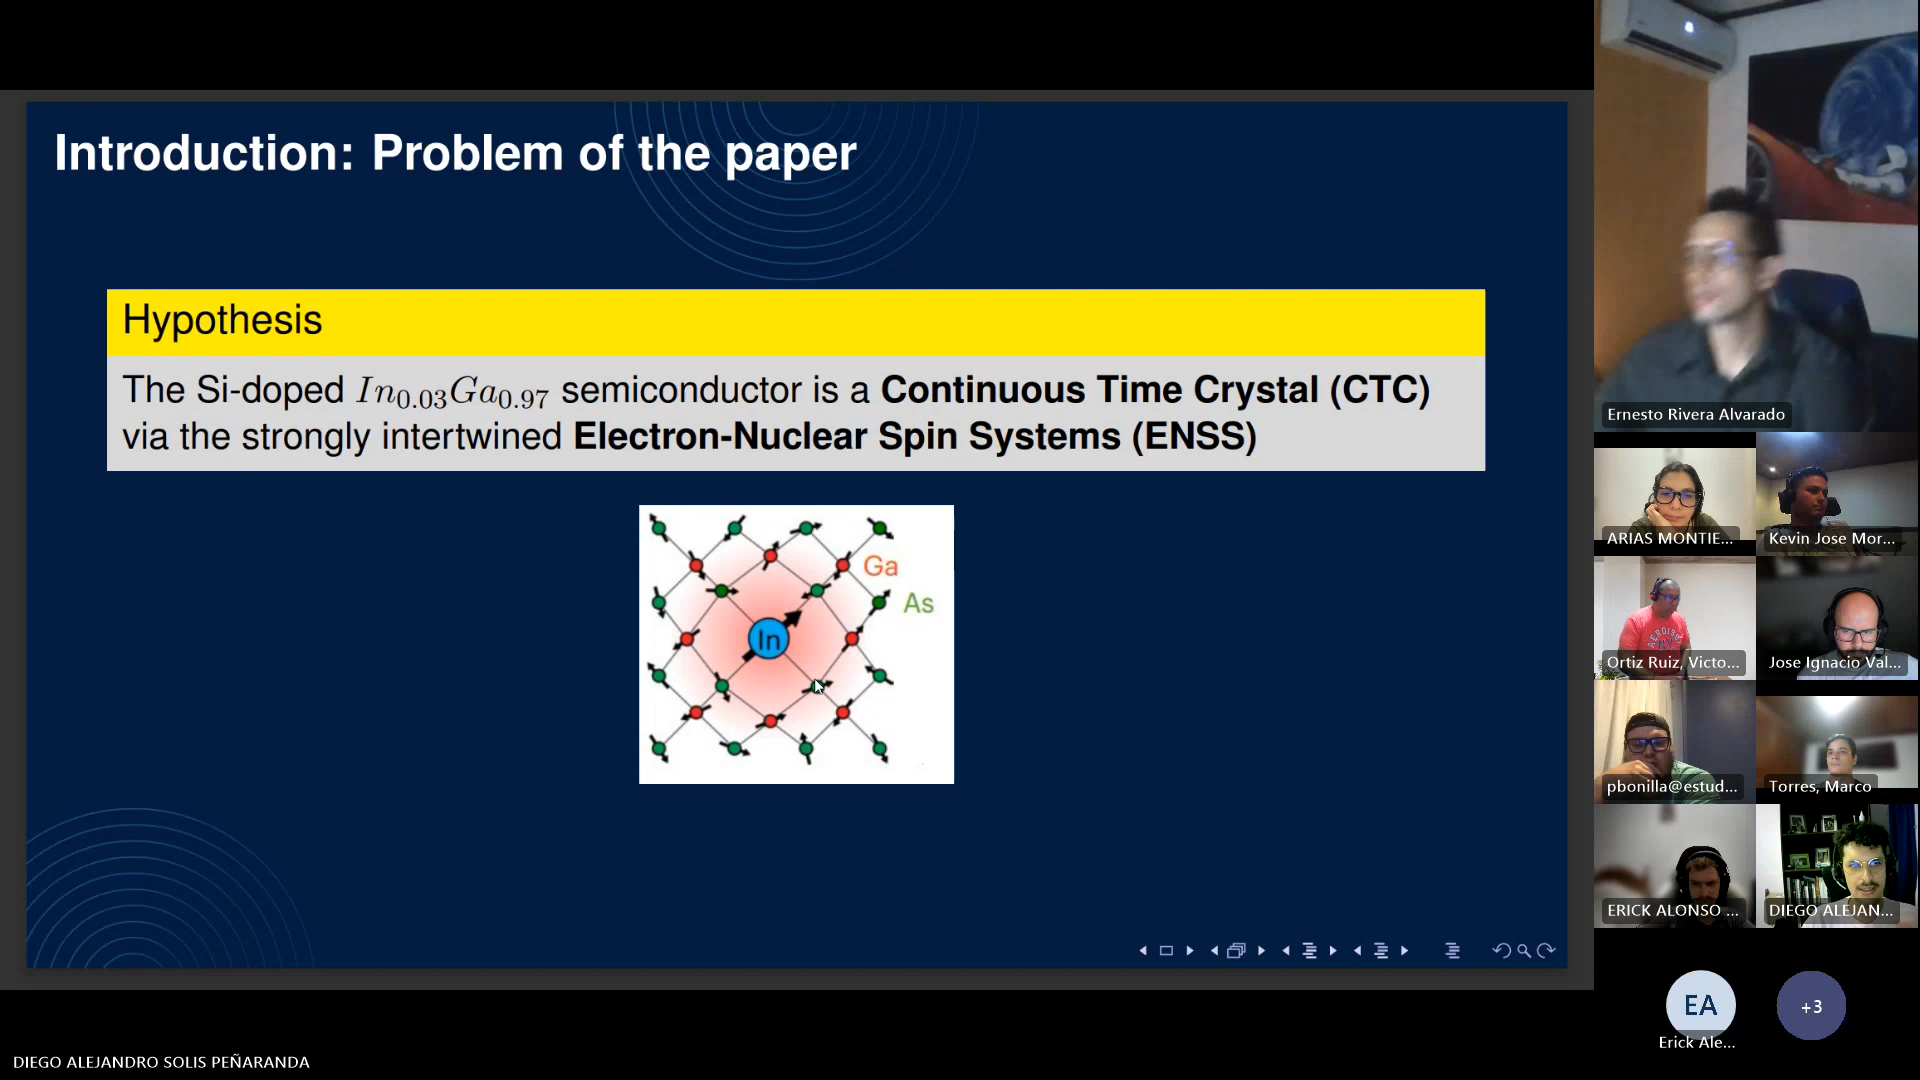 Introduction: Problem of the paper
Hypothesis
The Si-doped In0.03Ga0.97 semiconductor is a Continuous Time Crystal (CTC)
via the strongly intertwined Electron-Nuclear Spin Systems (ENSS)
Ga
As
In
Ernesto Rivera Alvarado
ARIAS MONTIE...
Kevin Jose Mor...
Ortiz Ruiz, Victo...
Jose Ignacio Val...
pbonilla@estud...
Torres, Marco
ERICK ALONSO ...
DIEGO ALEJAN...
EA
+3
Erick Ale...
DIEGO ALEJANDRO SOLIS PEÑARANDA